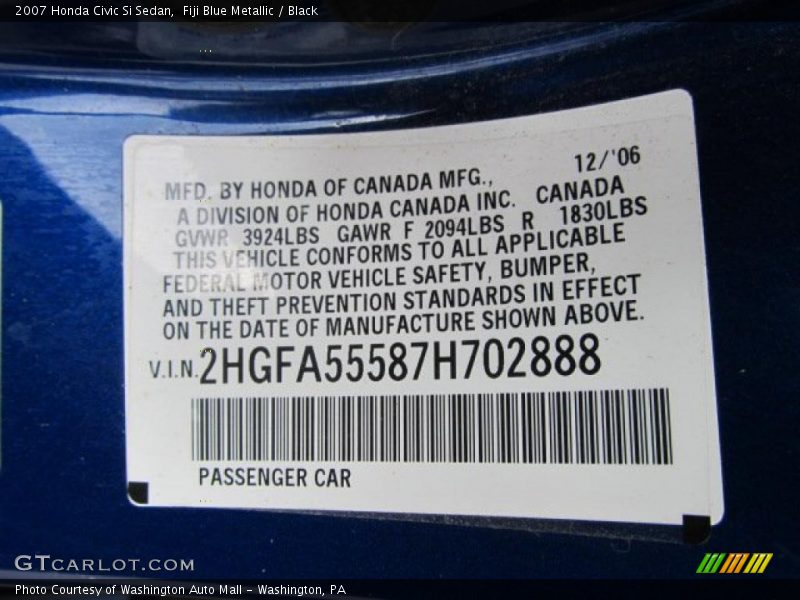 2007 Honda Civic Si Sedan, Fiji Blue Metallic / Black
12/'06
MFD. BY HONDA OF CANADA MFG.,
A DIVISION OF HONDA CANADA INC. CANADA
GVWR 3924LBS GAWR F 2094LBS R 1830LBS
THIS VEHICLE CONFORMS TO ALL APPLICABLE
FEDERAL MOTOR VEHICLE SAFETY, BUMPER,
AND THEFT PREVENTION STANDARDS IN EFFECT
ON THE DATE OF MANUFACTURE SHOWN ABOVE.
V.I.N. 2HGFA55587H702888
PASSENGER CAR
GTCARLOT.COM
Photo Courtesy of Washington Auto Mall - Washington, PA